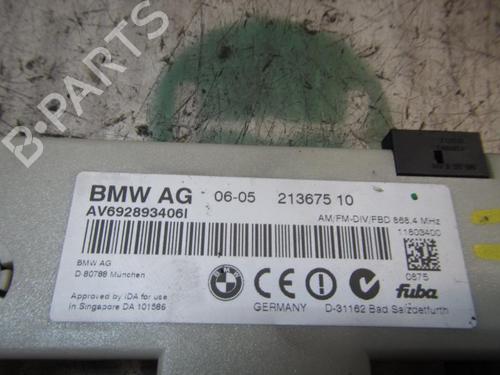 B-PARTS
BMW AG 06-05 213675 10
AV692893406I
AM/FM-DIV/FBD 868.4 MHz
11603400
BMW AG
D-80788 München
0875
Approved by IDA for use
in Singapore DA 101586
fuba
GERMANY D-31162 Bad Salzdetfurth